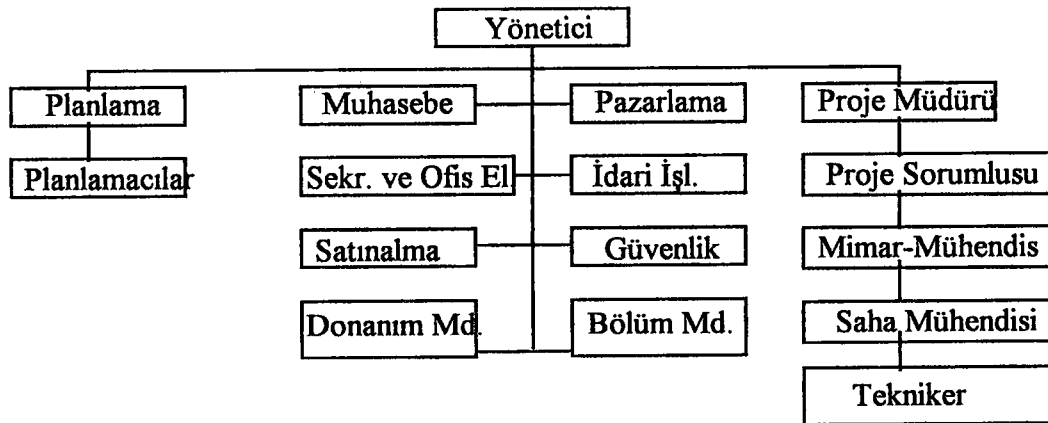 Yönetici
Planlama
Muhasebe
Pazarlama
Proje Müdürü
Planlamacılar
Sekr. ve Ofis El
İdari İşl.
Proje Sorumlusu
Satınalma
Güvenlik
Mimar-Mühendis
Donanım Md.
Bölüm Md.
Saha Mühendisi
Tekniker